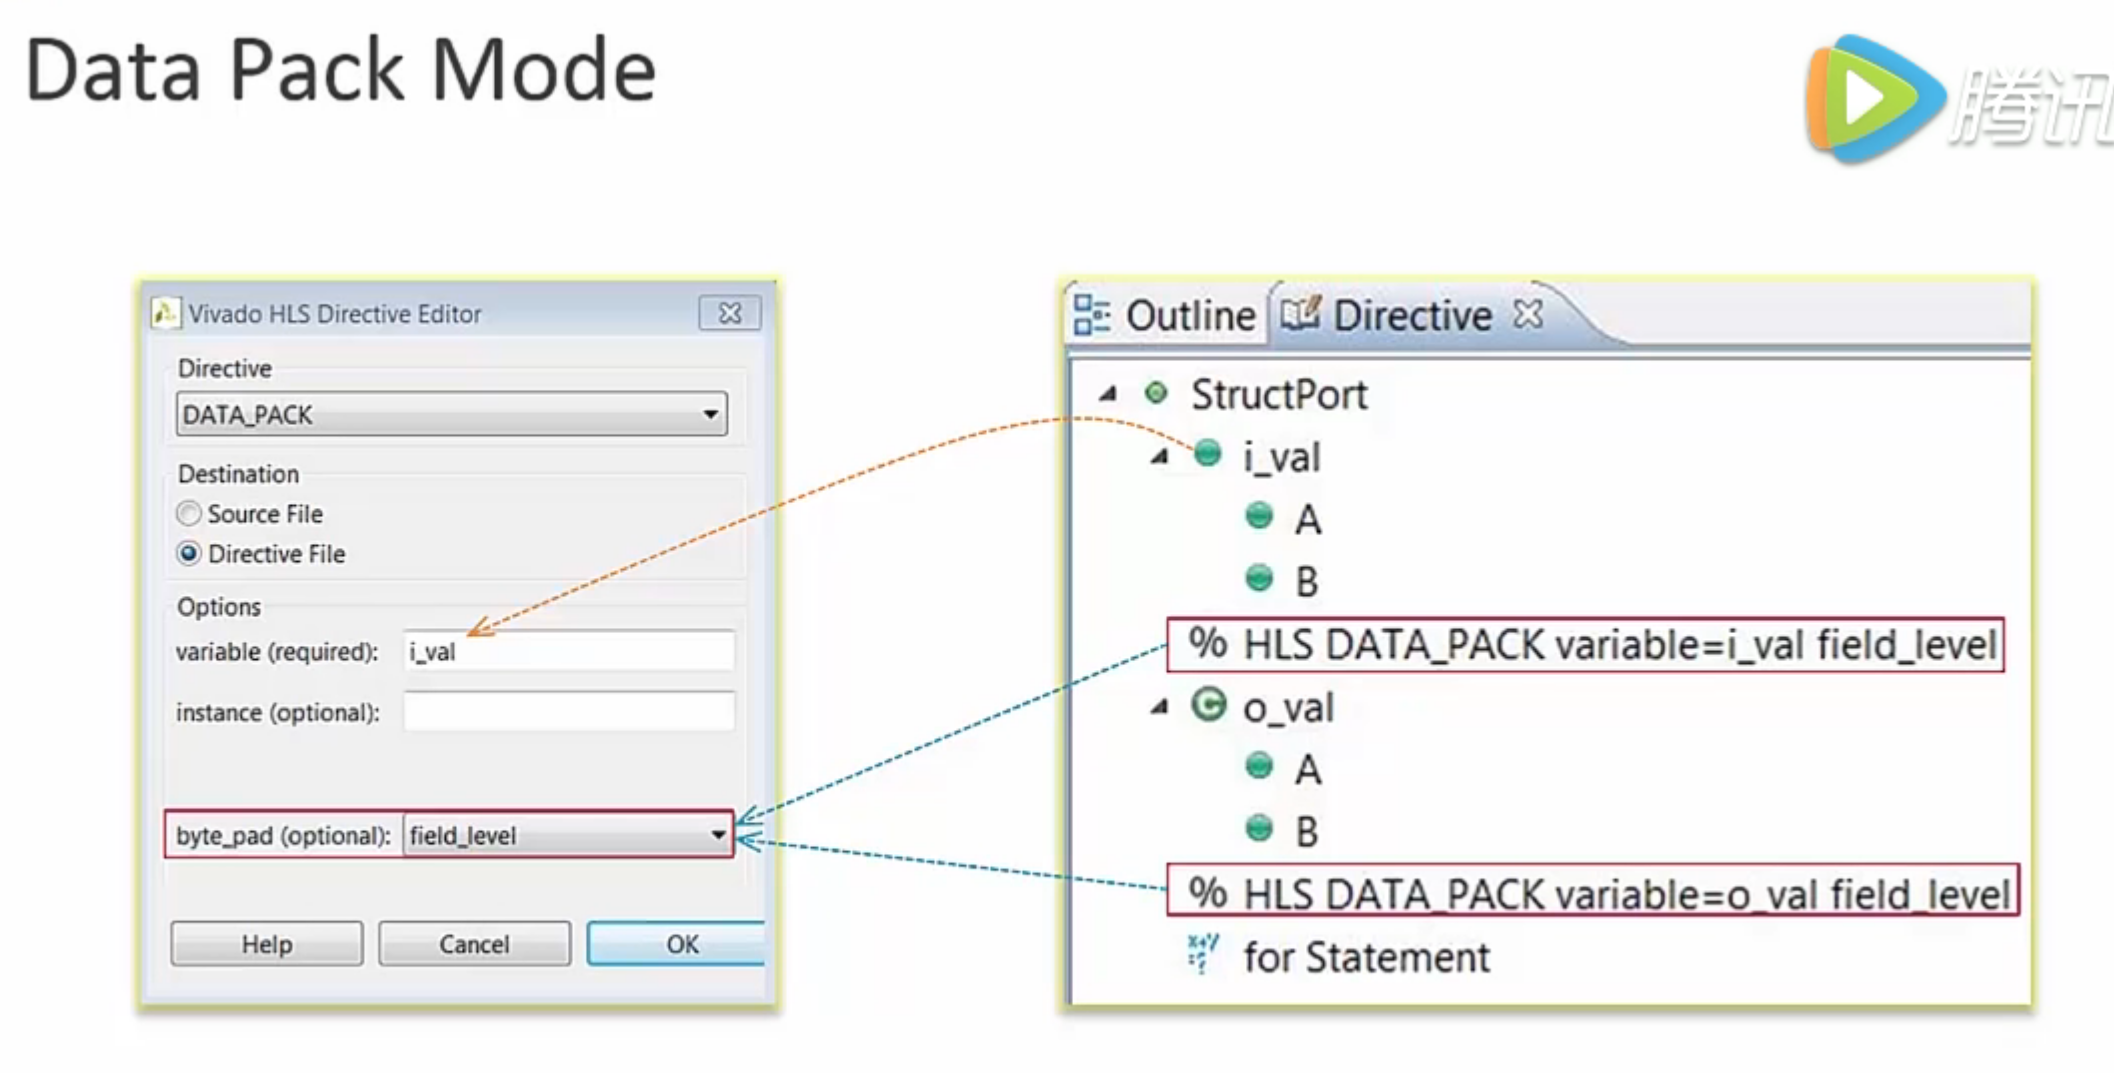 Data Pack Mode
腾讯
Vivado HLS Directive Editor
Directive
DATA_PACK
Destination
Source File
Directive File
Options
variable (required): i_val
instance (optional):
byte_pad (optional): field_level
Help Cancel OK
Outline Directive
StructPort
i_val
A
B
% HLS DATA_PACK variable=i_val field_level
o_val
A
B
% HLS DATA_PACK variable=o_val field_level
for Statement